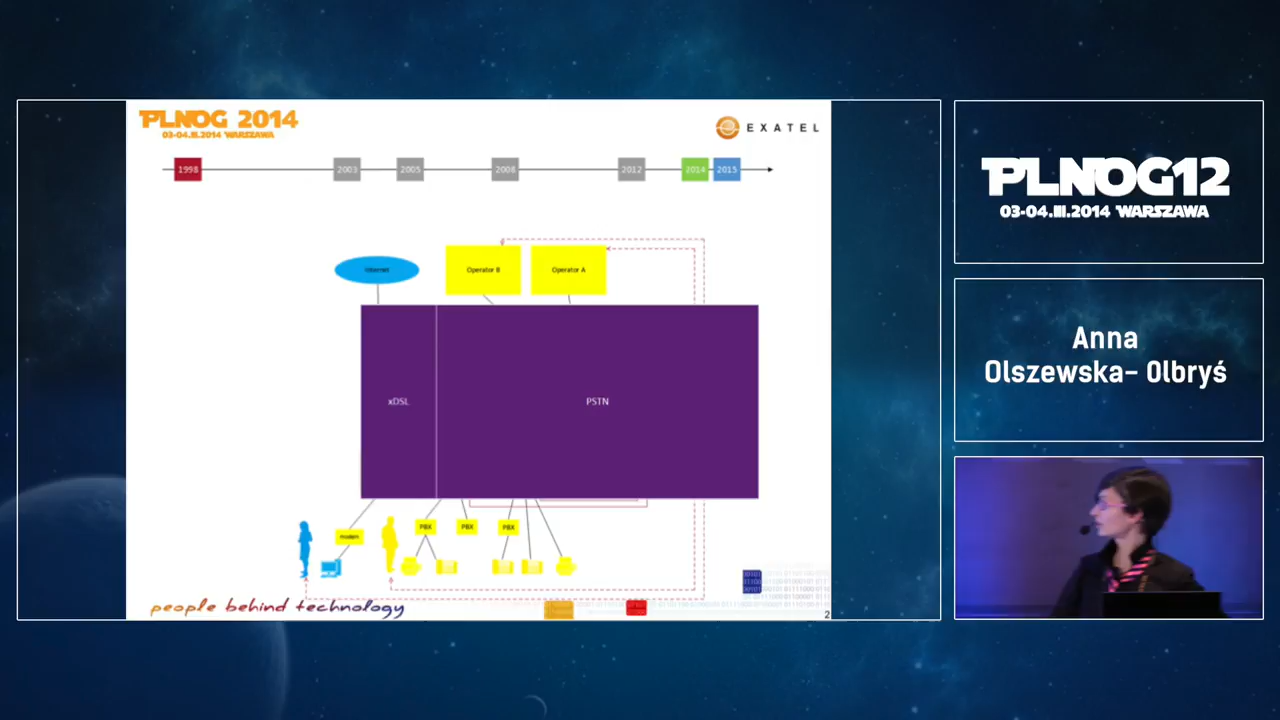 PLNOG 2014
03-04.III.2014 WARSZAWA
EXATEL
1998
2003
2005
2008
2012
2014
2015
Internet
Operator B
Operator A
xDSL
PSTN
modem
PBX
PBX
PBX
people behind technology
2
PLNOG12
03-04.III.2014 WARSZAWA
Anna
Olszewska- Olbryś